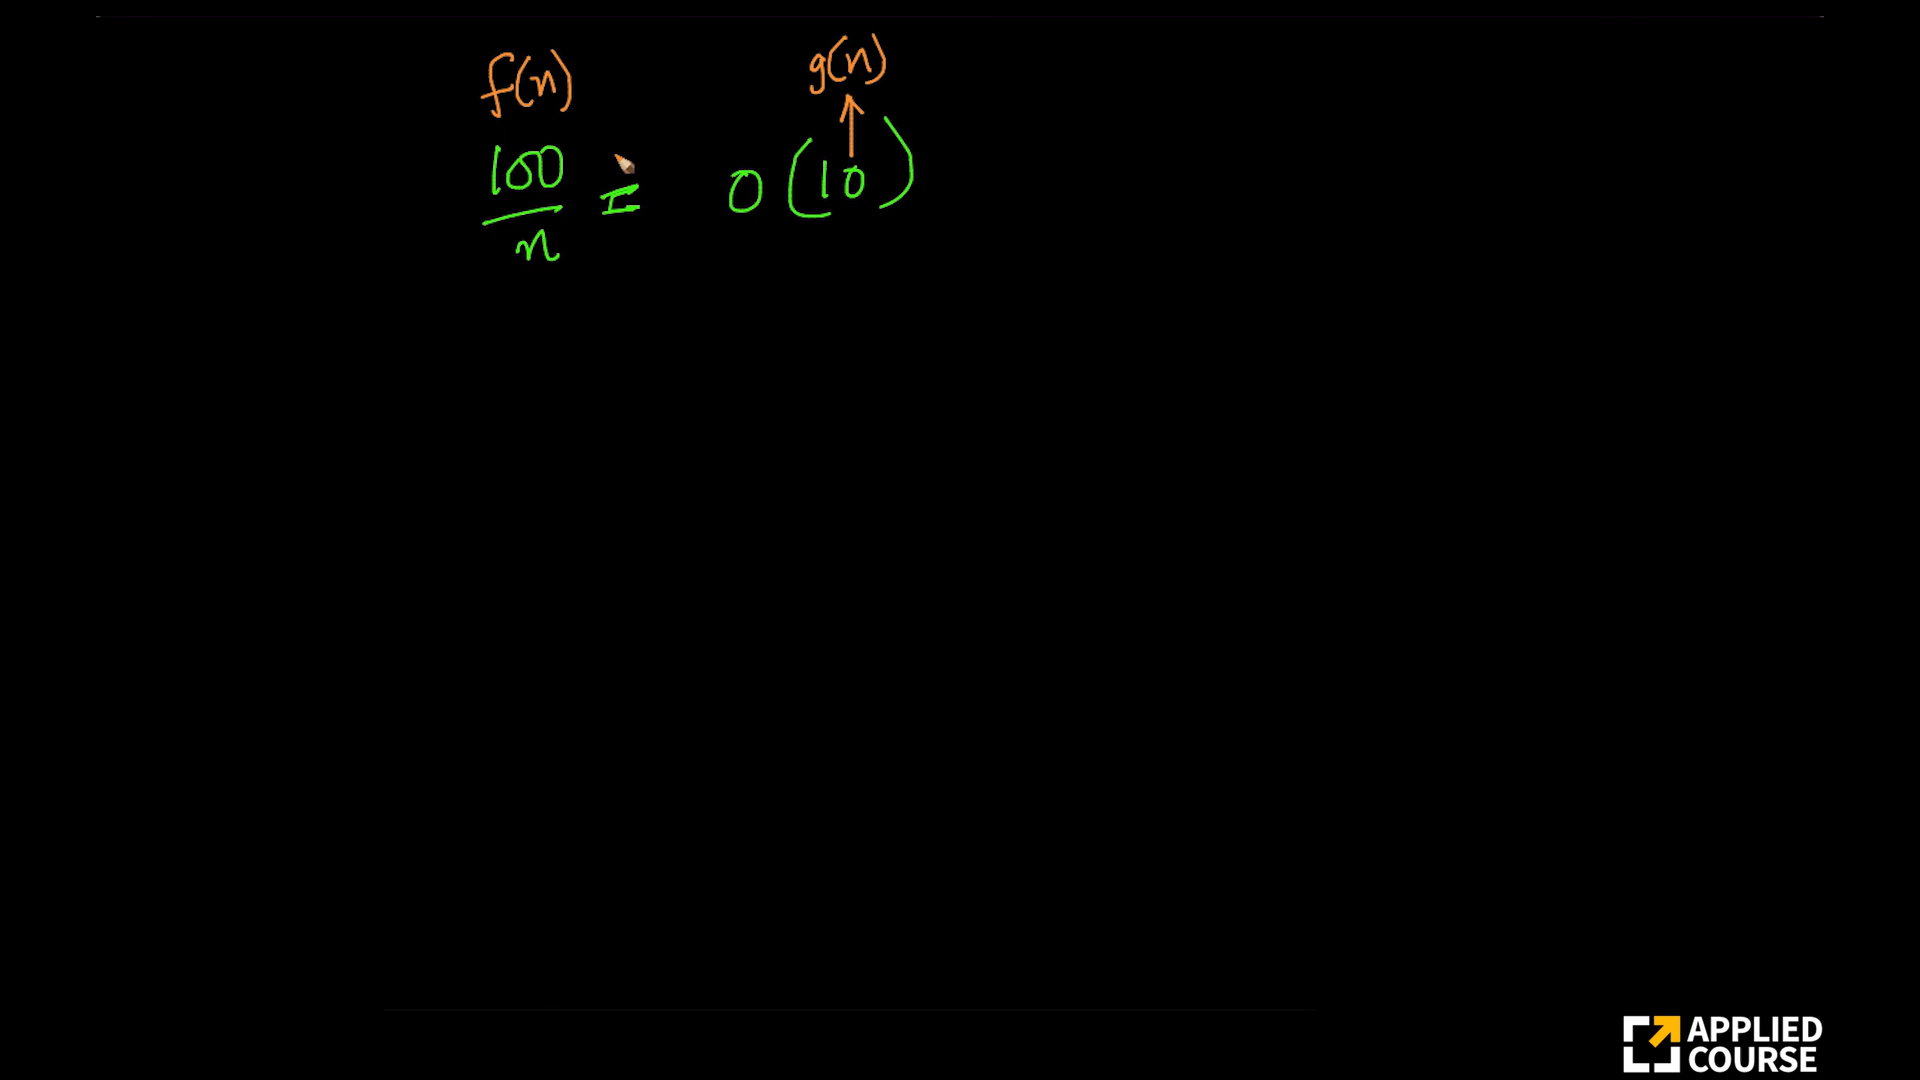 f(n) g(n)
100/n = O(10)
APPLIED
COURSE